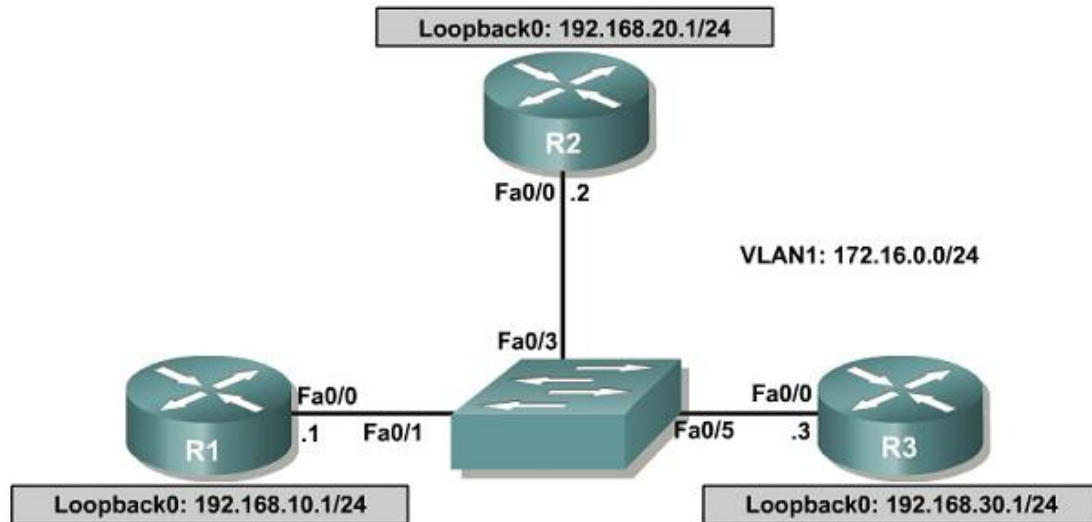 Loopback0: 192.168.20.1/24
R2
Fa0/0 .2
VLAN1: 172.16.0.0/24
Fa0/3
Fa0/0
R1
.1
Fa0/1
Fa0/0
Fa0/5
.3
R3
Loopback0: 192.168.10.1/24
Loopback0: 192.168.30.1/24